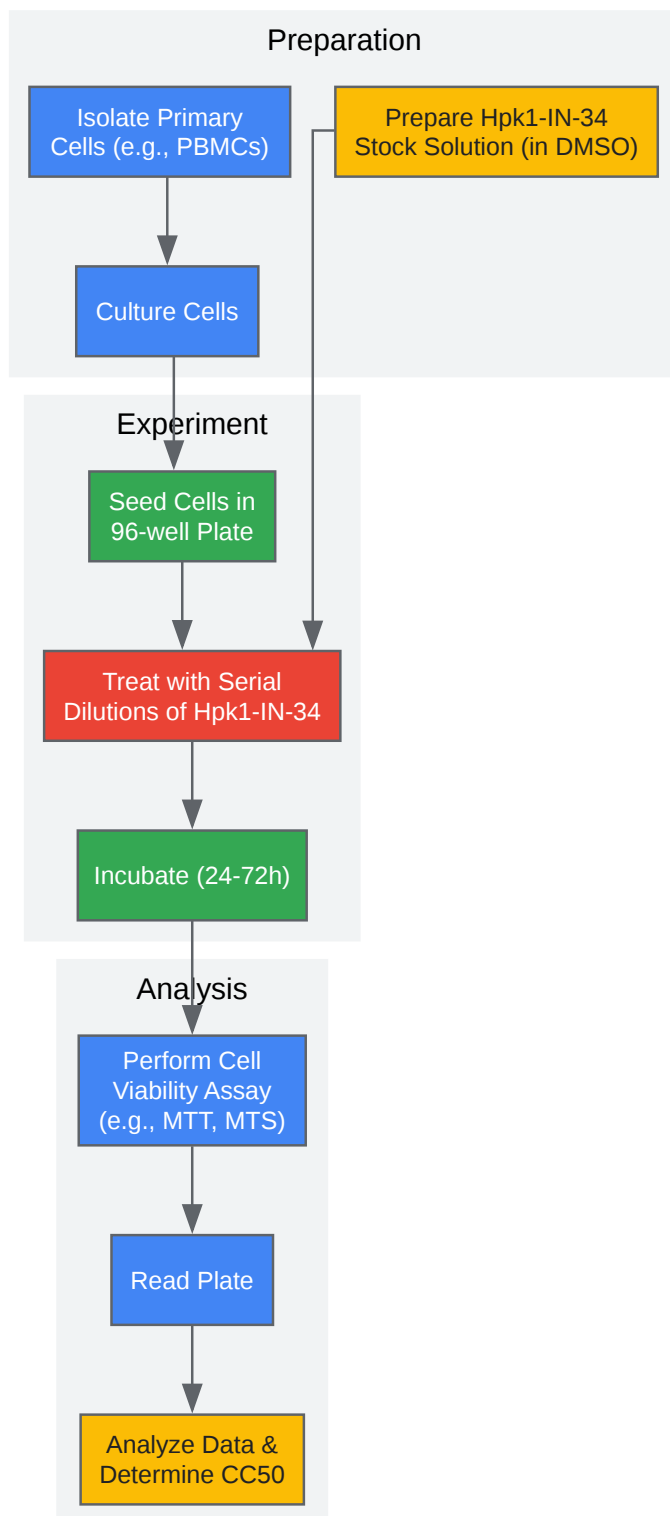 Preparation
Isolate Primary
Cells (e.g., PBMCs)
Prepare Hpk1-IN-34
Stock Solution (in DMSO)
Culture Cells
Experiment
Seed Cells in
96-well Plate
Treat with Serial
Dilutions of Hpk1-IN-34
Incubate (24-72h)
Analysis
Perform Cell
Viability Assay
(e.g., MTT, MTS)
Read Plate
Analyze Data &
Determine CC50